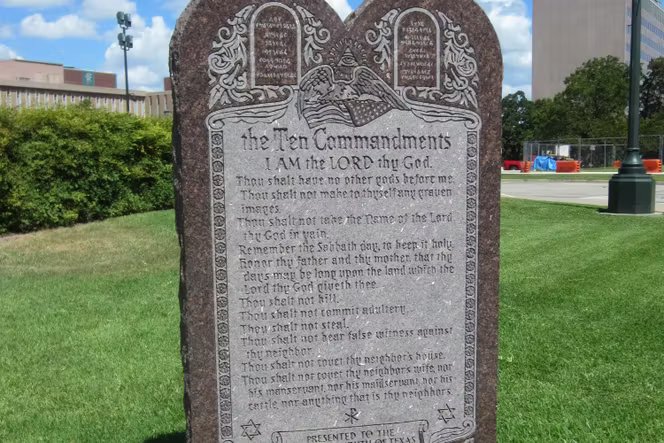 the Ten Commandments
I AM the LORD thy God.
Thou shalt have no other gods before me.
Thou shalt not make to thyself any graven
images.
Thou shalt not take the Name of the Lord
thy God in vain.
Remember the Sabbath day, to keep it holy.
Honor thy father and thy mother, that thy
days may be long upon the land which the
Lord thy God giveth thee.
Thou shalt not kill.
Thou shalt not commit adultery.
Thou shalt not steal.
Thou shalt not bear false witness against
thy neighbor.
Thou shalt not covet thy neighbor's house.
Thou shalt not covet thy neighbor's wife, nor
his manservant, nor his maidservant, nor his
cattle, nor anything that is thy neighbor's.
PRESENTED TO THE
OF TEXAS